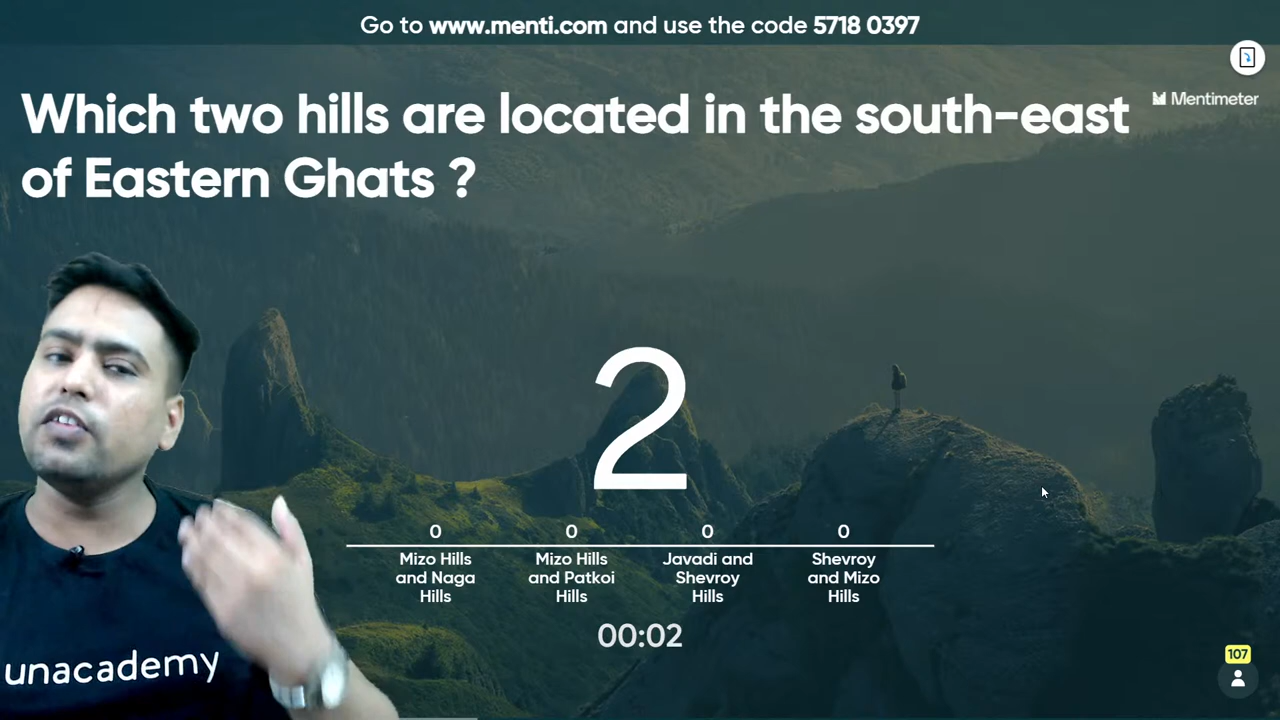 Go to www.menti.com and use the code 5718 0397
Mentimeter
Which two hills are located in the south-east
of Eastern Ghats ?
2
0
0
0
0
Mizo Hills
and Naga
Hills
Mizo Hills
and Patkoi
Hills
Javadi and
Shevroy
Hills
Shevroy
and Mizo
Hills
00:02
unacademy
107